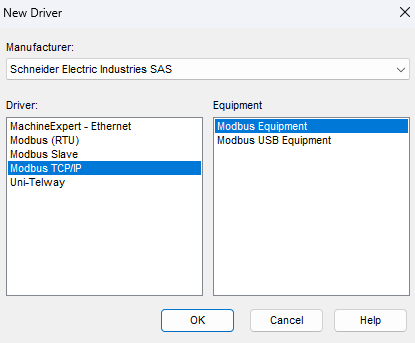 New Driver
Manufacturer:
Schneider Electric Industries SAS
Driver:
Equipment
MachineExpert - Ethernet
Modbus (RTU)
Modbus Slave
Modbus TCP/IP
Uni-Telway
Modbus Equipment
Modbus USB Equipment
OK
Cancel
Help